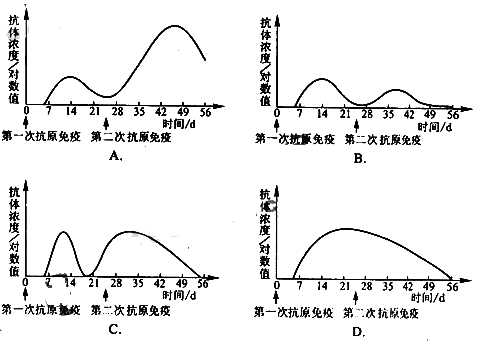 抗体浓度/对数值
0 7 14 21 28 35 42 49 56
时间/d
第一次抗原免疫 第二次抗原免疫
A.
抗体浓度/对数值
0 7 14 21 28 35 42 49 56
时间/d
第一次抗原免疫 第二次抗原免疫
B.
抗体浓度/对数值
0 7 14 21 28 35 42 49 56
时间/d
第一次抗原免疫 第二次抗原免疫
C.
抗体浓度/对数值
0 7 14 21 28 35 42 49 56
时间/d
第一次抗原免疫 第二次抗原免疫
D.